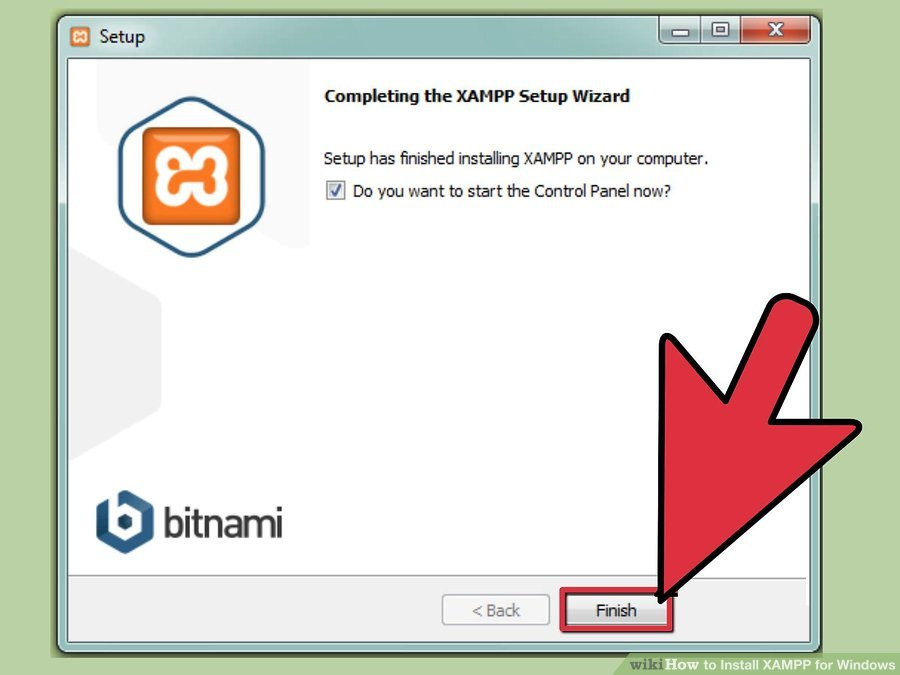 Setup
Completing the XAMPP Setup Wizard
Setup has finished installing XAMPP on your computer.
Do you want to start the Control Panel now?
bitnami
< Back
Finish
wikiHow to Install XAMPP for Windows